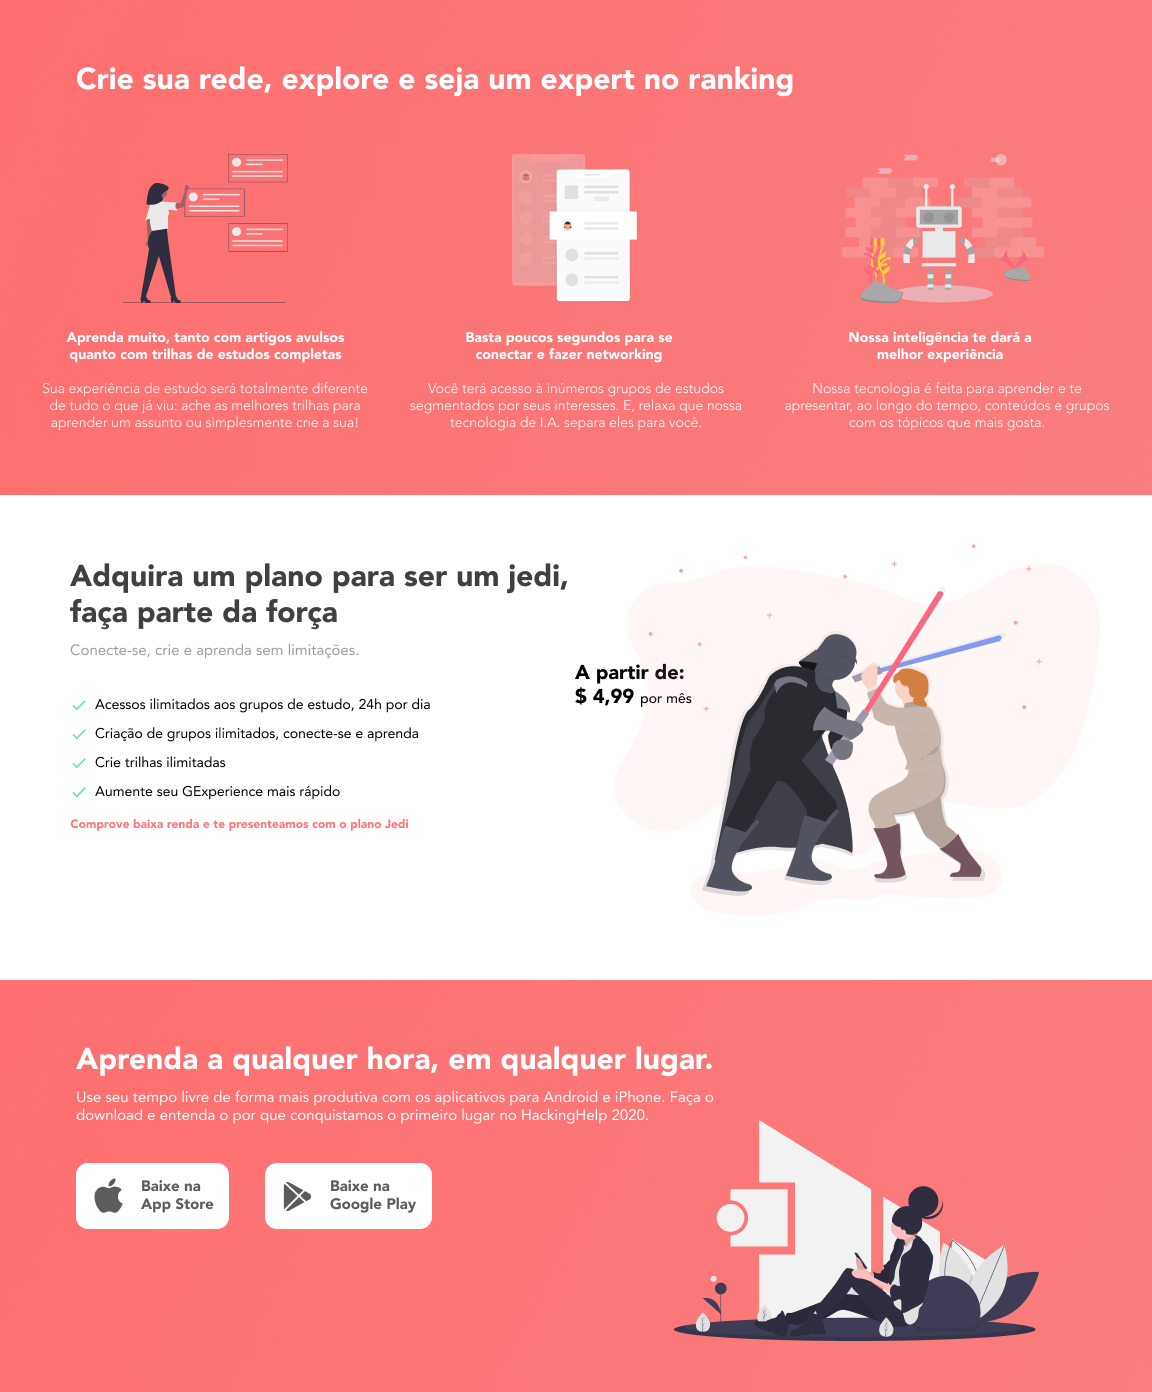 Crie sua rede, explore e seja um expert no ranking
Aprenda muito, tanto com artigos avulsos
quanto com trilhas de estudos completas
Sua experiência de estudo será totalmente diferente
de tudo o que já viu: ache as melhores trilhas para
aprender um assunto ou simplesmente crie a sua!
Basta poucos segundos para se
conectar e fazer networking
Você terá acesso à inúmeros grupos de estudos
segmentados por seus interesses. E, relaxa que nossa
tecnologia de I.A. separa eles para você.
Nossa inteligência te dará a
melhor experiência
Nossa tecnologia é feita para aprender e te
apresentar, ao longo do tempo, conteúdos e grupos
com os tópicos que mais gosta.
Adquira um plano para ser um jedi,
faça parte da força
Conecte-se, crie e aprenda sem limitações.
Acessos ilimitados aos grupos de estudo, 24h por dia
Criação de grupos ilimitados, conecte-se e aprenda
Crie trilhas ilimitadas
Aumente seu GExperience mais rápido
Comprove baixa renda e te presenteamos com o plano Jedi
A partir de:
$ 4,99 por mês
Aprenda a qualquer hora, em qualquer lugar.
Use seu tempo livre de forma mais produtiva com os aplicativos para Android e iPhone. Faça o
download e entenda o por que conquistamos o primeiro lugar no HackingHelp 2020.
Baixe na
App Store
Baixe na
Google Play